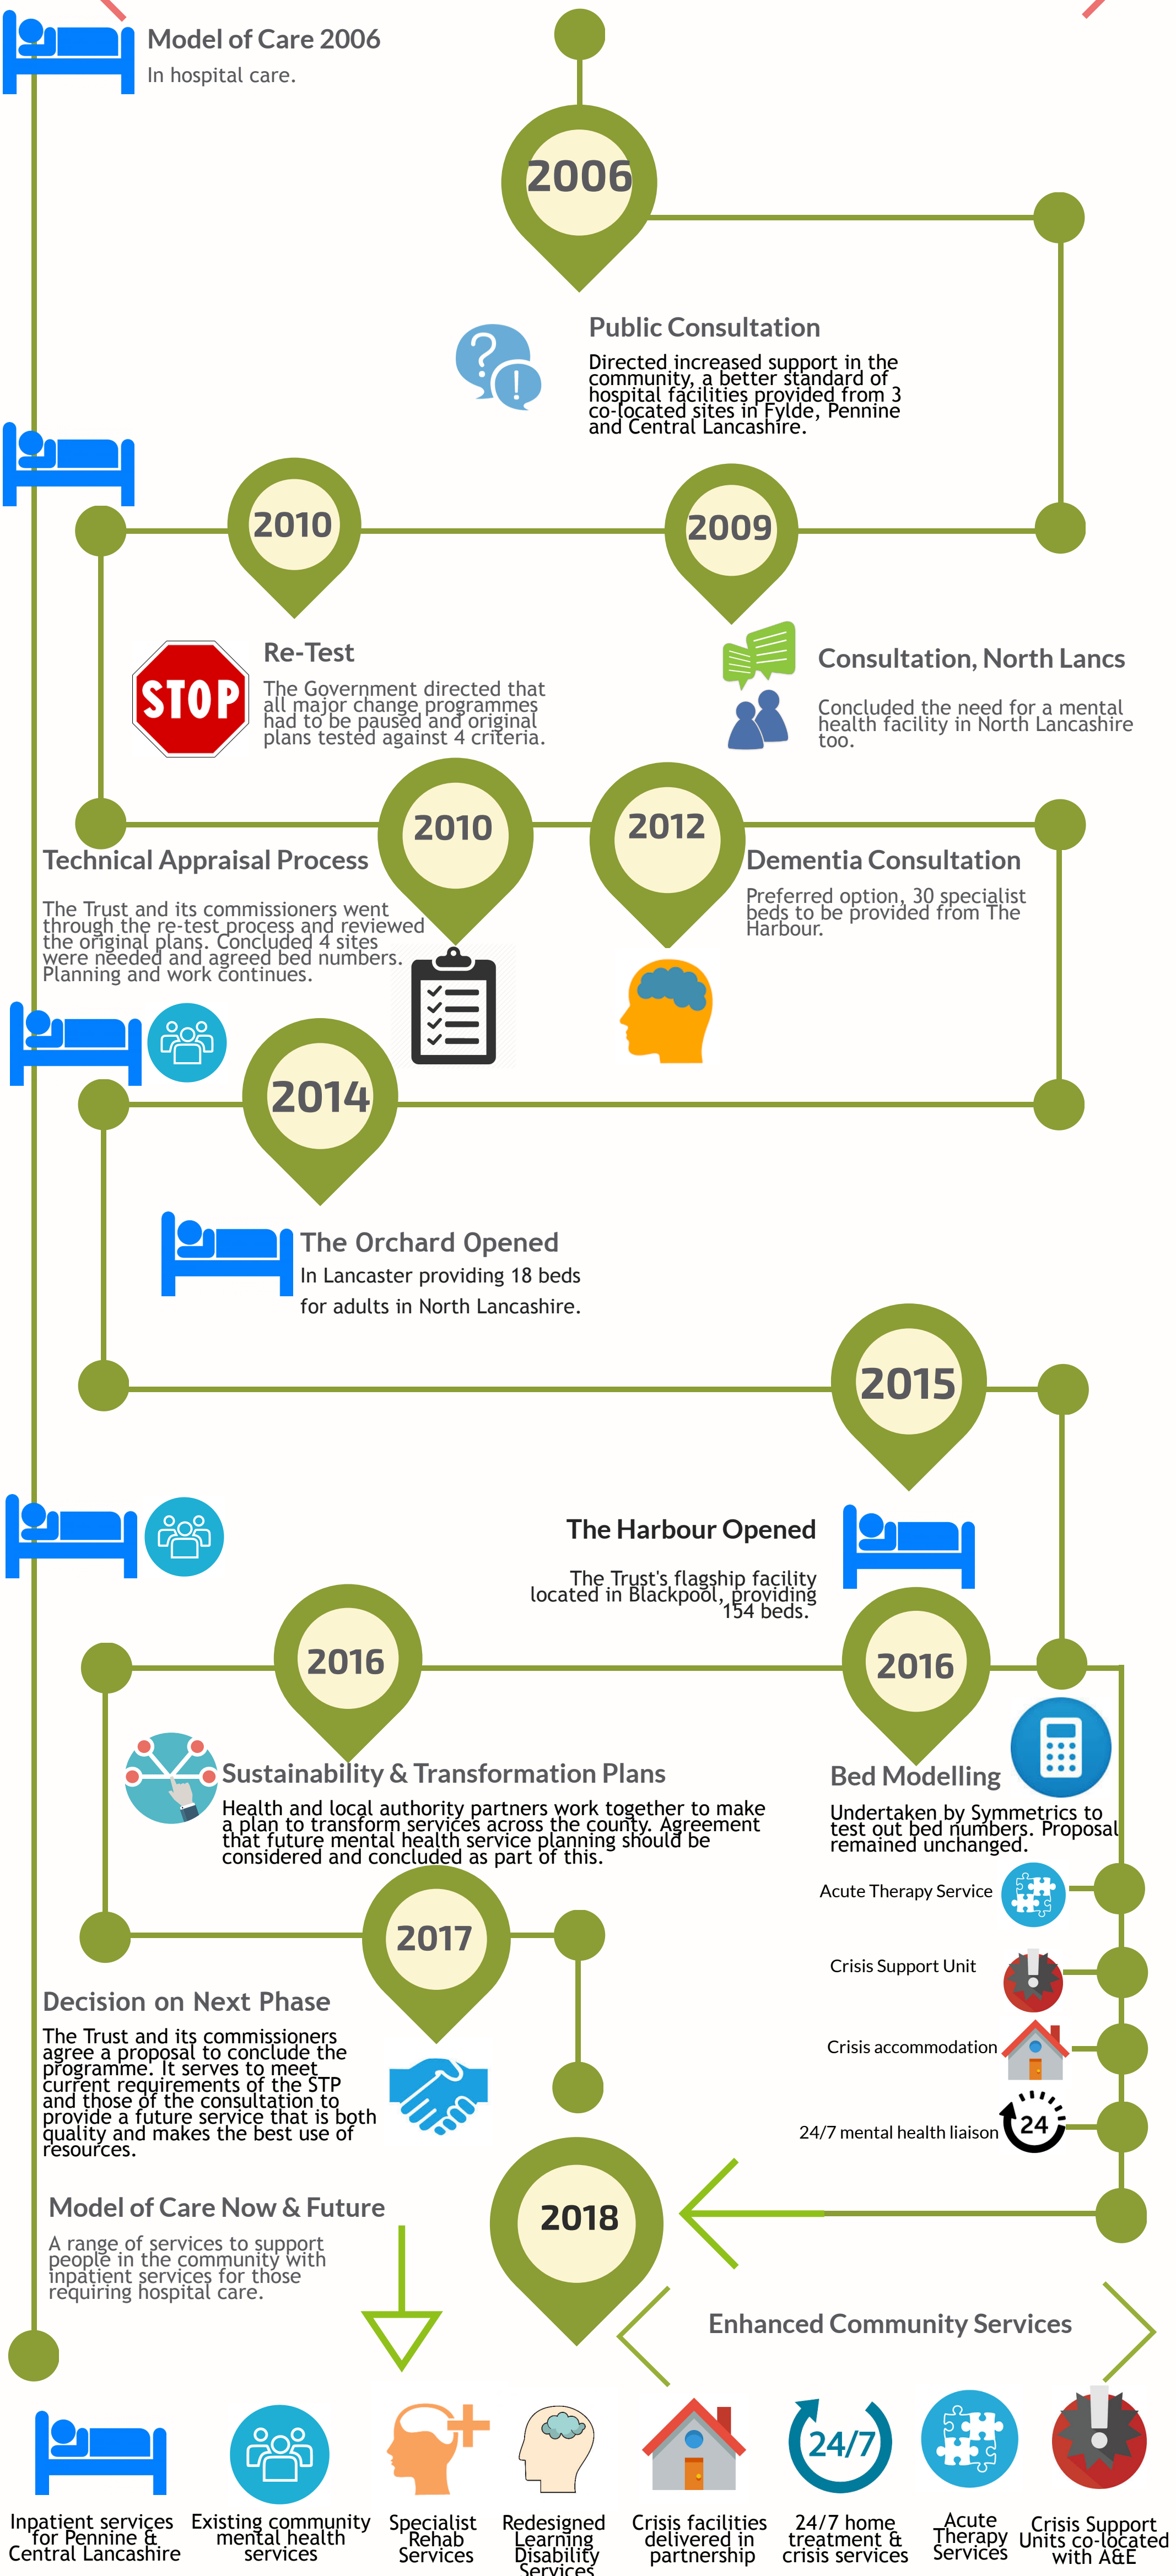 Model of Care 2006
In hospital care.
2006
Public Consultation
Directed increased support in the
community, a better standard of
hospital facilities provided from 3
co-located sites in Fylde, Pennine
and Central Lancashire.
?
!
2010
2009
Re-Test
STOP
The Government directed that
all major change programmes
had to be paused and original
plans tested against 4 criteria.
Consultation, North Lancs
Concluded the need for a mental
health facility in North Lancashire
too.
2010
2012
Technical Appraisal Process
The Trust and its commissioners went
through the re-test process and reviewed
the original plans. Concluded 4 sites
were needed and agreed bed numbers.
Planning and work continues.
Dementia Consultation
Preferred option, 30 specialist
beds to be provided from The
Harbour.
2014
The Orchard Opened
In Lancaster providing 18 beds
for adults in North Lancashire.
2015
The Harbour Opened
The Trust's flagship facility
located in Blackpool, providing
154 beds.
2016
2016
Sustainability & Transformation Plans
Health and local authority partners work together to make
a plan to transform services across the county. Agreement
that future mental health service planning should be
considered and concluded as part of this.
Bed Modelling
Undertaken by Symmetrics to
test out bed numbers. Proposal
remained unchanged.
Acute Therapy Service
Crisis Support Unit
Crisis accommodation
24/7 mental health liaison
24
2017
Decision on Next Phase
The Trust and its commissioners
agree a proposal to conclude the
programme. It serves to meet
current requirements of the STP
and those of the consultation to
provide a future service that is both
quality and makes the best use of
resources.
2018
Model of Care Now & Future
A range of services to support
people in the community with
inpatient services for those
requiring hospital care.
Enhanced Community Services
24/7
Inpatient services
for Pennine &
Central Lancashire
Existing community
mental health
services
Specialist
Rehab
Services
Redesigned
Learning
Disability
Services
Crisis facilities
delivered in
partnership
24/7 home
treatment &
crisis services
Acute
Therapy
Services
Crisis Support
Units co-located
with A&E